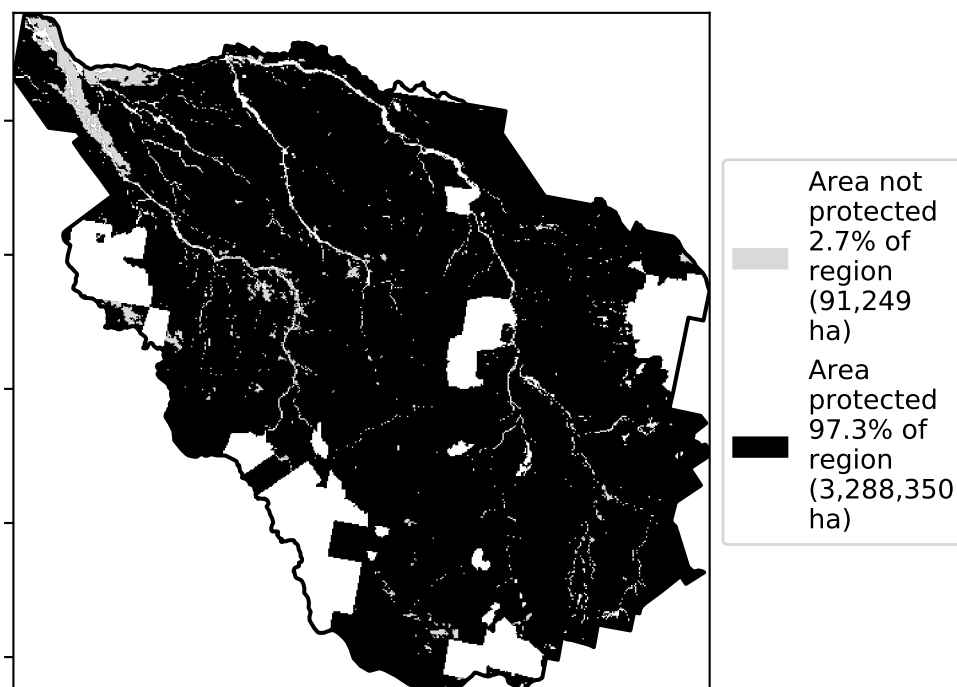 Area not
protected
2.7% of
region
(91,249
ha)
Area
protected
97.3% of
region
(3,288,350
ha)